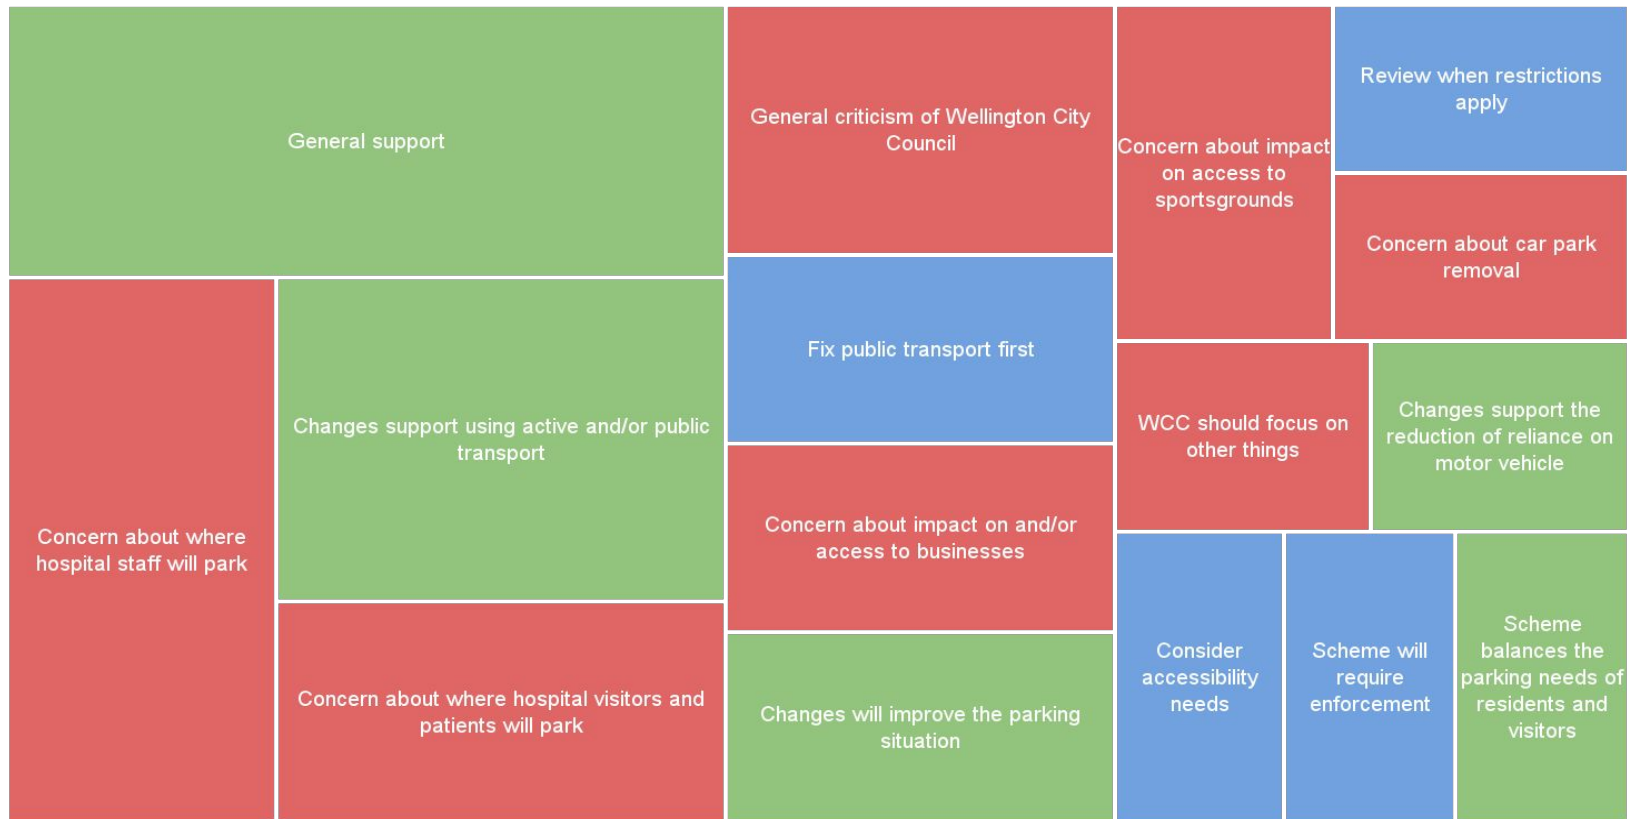 General support
Concern about where
hospital staff will park
Changes support using active and/or public
transport
Concern about where hospital visitors and
patients will park
General criticism of Wellington City
Council
Fix public transport first
Concern about impact on and/or
access to businesses
Changes will improve the parking
situation
Concern about impact
on access to
sportsgrounds
Review when restrictions
apply
Concern about car park
removal
WCC should focus on
other things
Changes support the
reduction of reliance on
motor vehicle
Consider
accessibility
needs
Scheme will
require
enforcement
Scheme
balances the
parking needs of
residents and
visitors